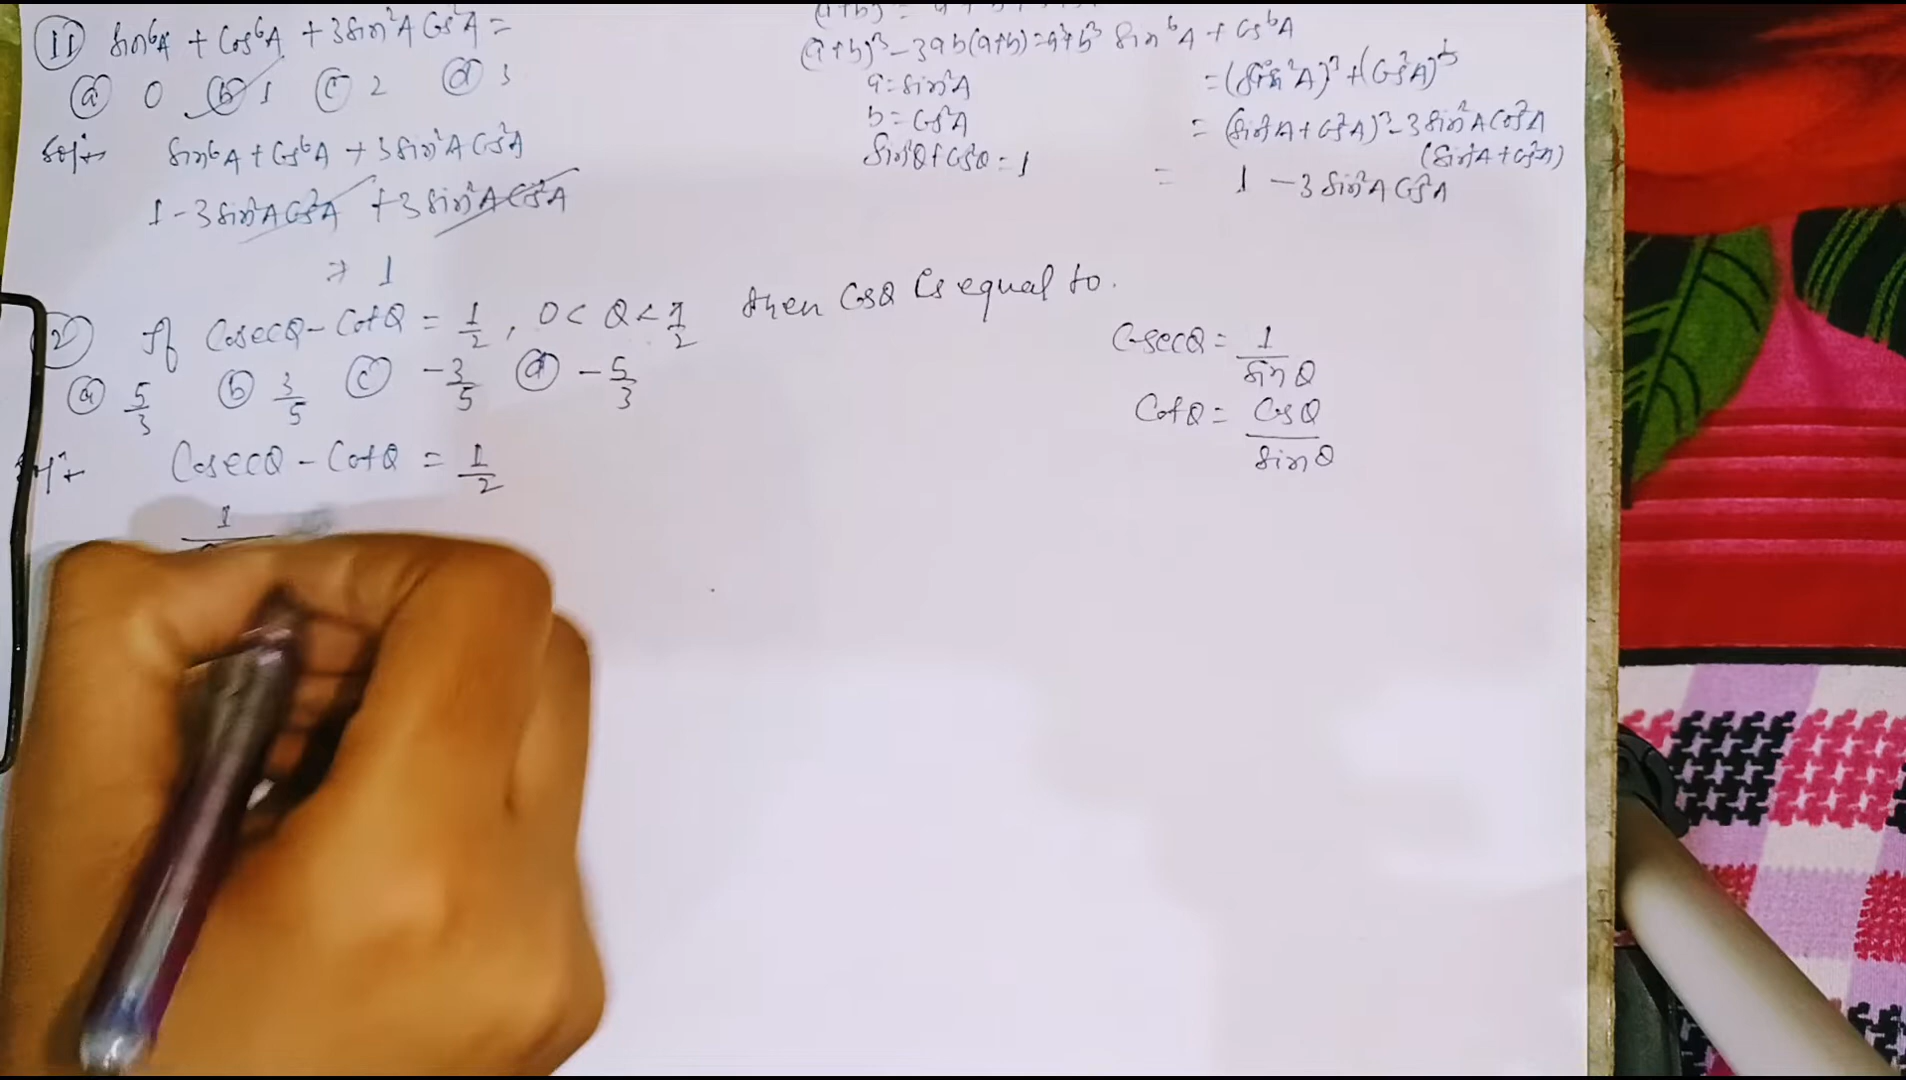 11 Sin⁶A + Cos⁶A + 3Sin²A Cos²A =
a 0 b 1 c 2 d 3
Sol:-
Sin⁶A + Cos⁶A + 3Sin²A Cos²A
1 - 3Sin²A Cos²A + 3Sin²A Cos²A
⇒ 1
(a+b)³ - 3ab(a+b) = a³+b³
a = Sin²A
b = Cos²A
Sin²θ + Cos²θ = 1
Sin⁶A + Cos⁶A
= (Sin²A)³ + (Cos²A)³
= (Sin²A + Cos²A)³ - 3Sin²A Cos²A
(Sin²A + Cos²A)
= 1 - 3Sin²A Cos²A
If Cosecθ - Cotθ = 1/2, 0 < θ < π/2 then Cosθ is equal to.
a 5/3 b 3/5 c -3/5 d -5/3
Cosecθ - Cotθ = 1/2
1
Cosecθ = 1/Sinθ
Cotθ = Cosθ/Sinθ